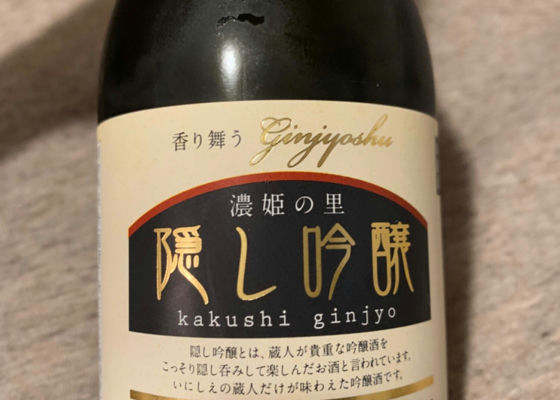 香り舞う Ginjyoshu
濃姫の里
隠し吟醸
kakushi ginjyo
隠し吟醸とは、蔵人が貴重な吟醸酒を
こっそり隠し呑みして楽しんだお酒と言われています。
いにしえの蔵人だけが味わえた吟醸酒です。